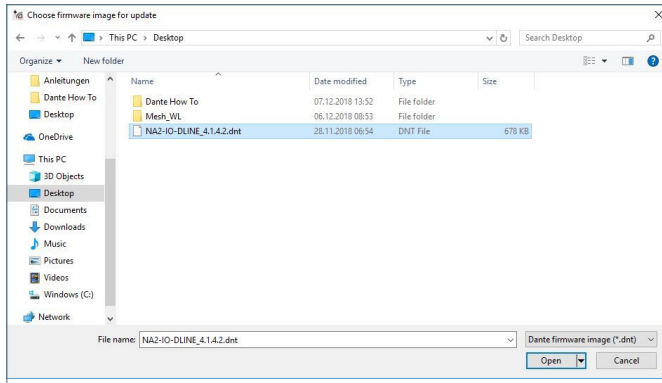 Choose firmware image for update
This PC > Desktop
Search Desktop
Organize
New folder
Anleitungen
Dante How To
Desktop
OneDrive
This PC
3D Objects
Desktop
Documents
Downloads
Music
Pictures
Videos
Windows (C:)
Network
Name Date modified Type Size
Dante How To 07.12.2018 13:52 File folder
Mesh_WL 06.12.2018 08:53 File folder
NA2-IO-DLINE_4.1.4.2.dnt 28.11.2018 06:54 DNT File 678 KB
File name: NA2-IO-DLINE_4.1.4.2.dnt
Dante firmware image (*.dnt)
Open Cancel